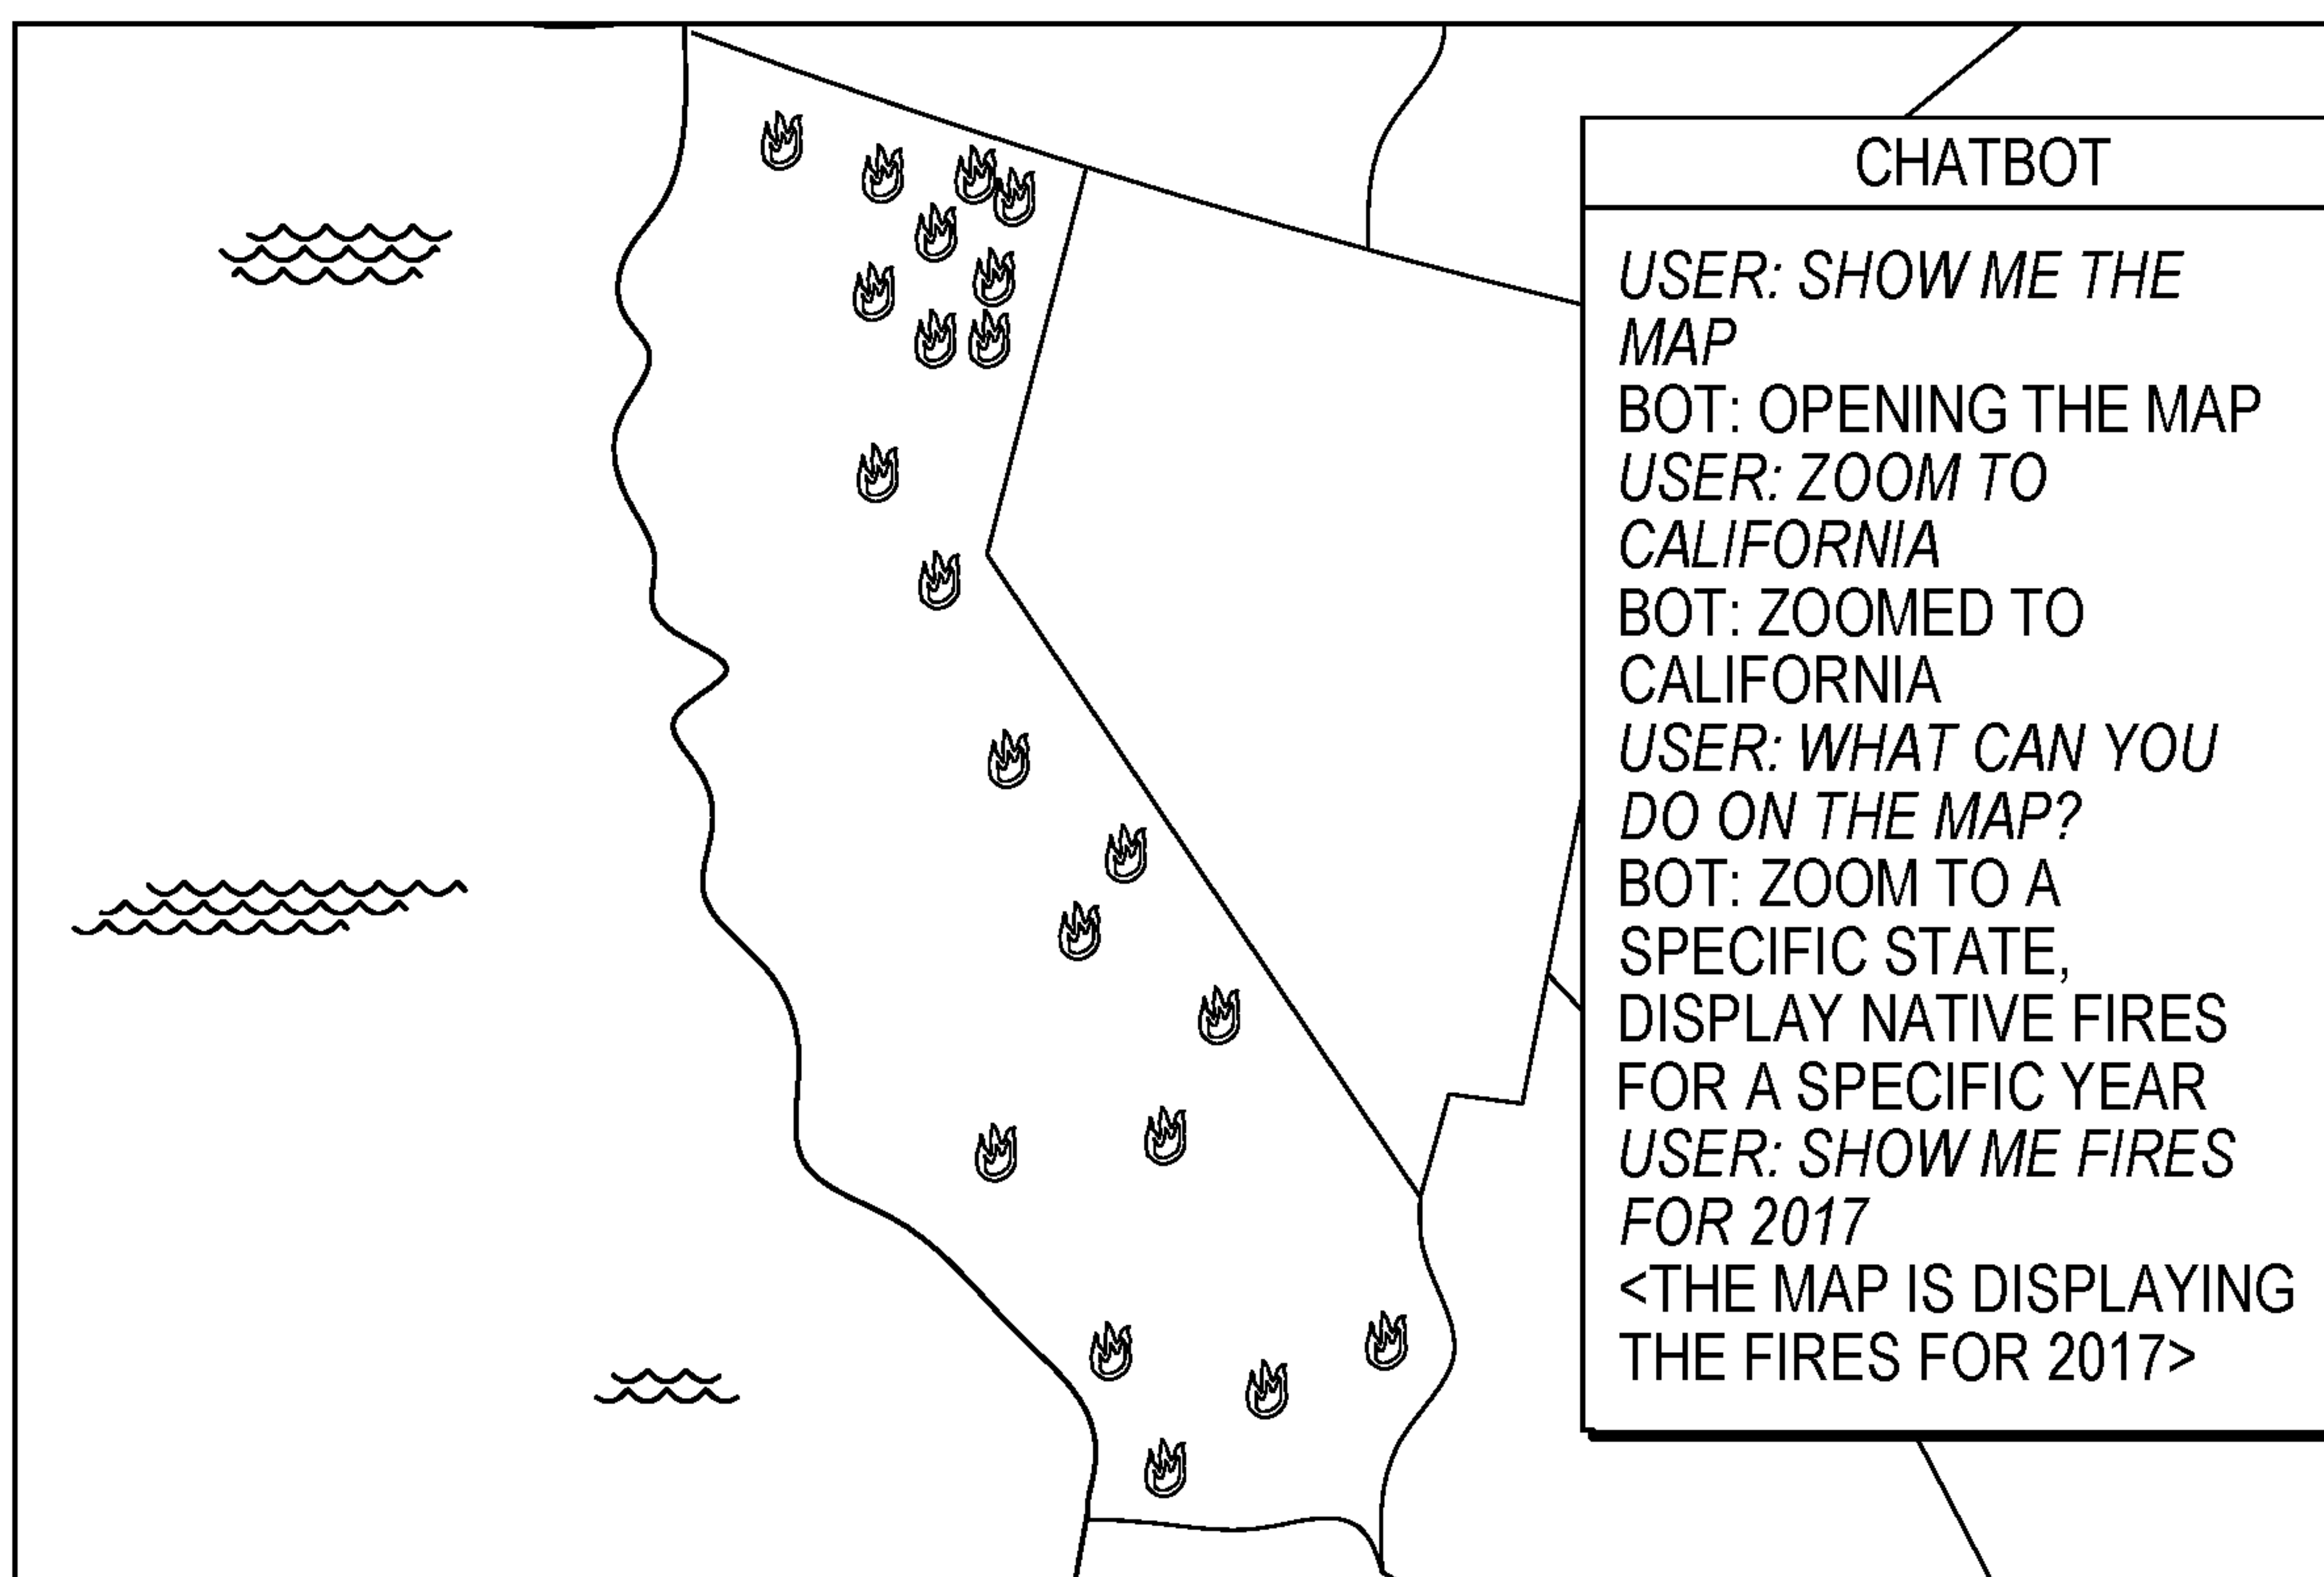 CHATBOT
USER: SHOW ME THE
MAP
BOT: OPENING THE MAP
USER: ZOOM TO
CALIFORNIA
BOT: ZOOMED TO
CALIFORNIA
USER: WHAT CAN YOU
DO ON THE MAP?
BOT: ZOOM TO A
SPECIFIC STATE,
DISPLAY NATIVE FIRES
FOR A SPECIFIC YEAR
USER: SHOW ME FIRES
FOR 2017
<THE MAP IS DISPLAYING
THE FIRES FOR 2017>